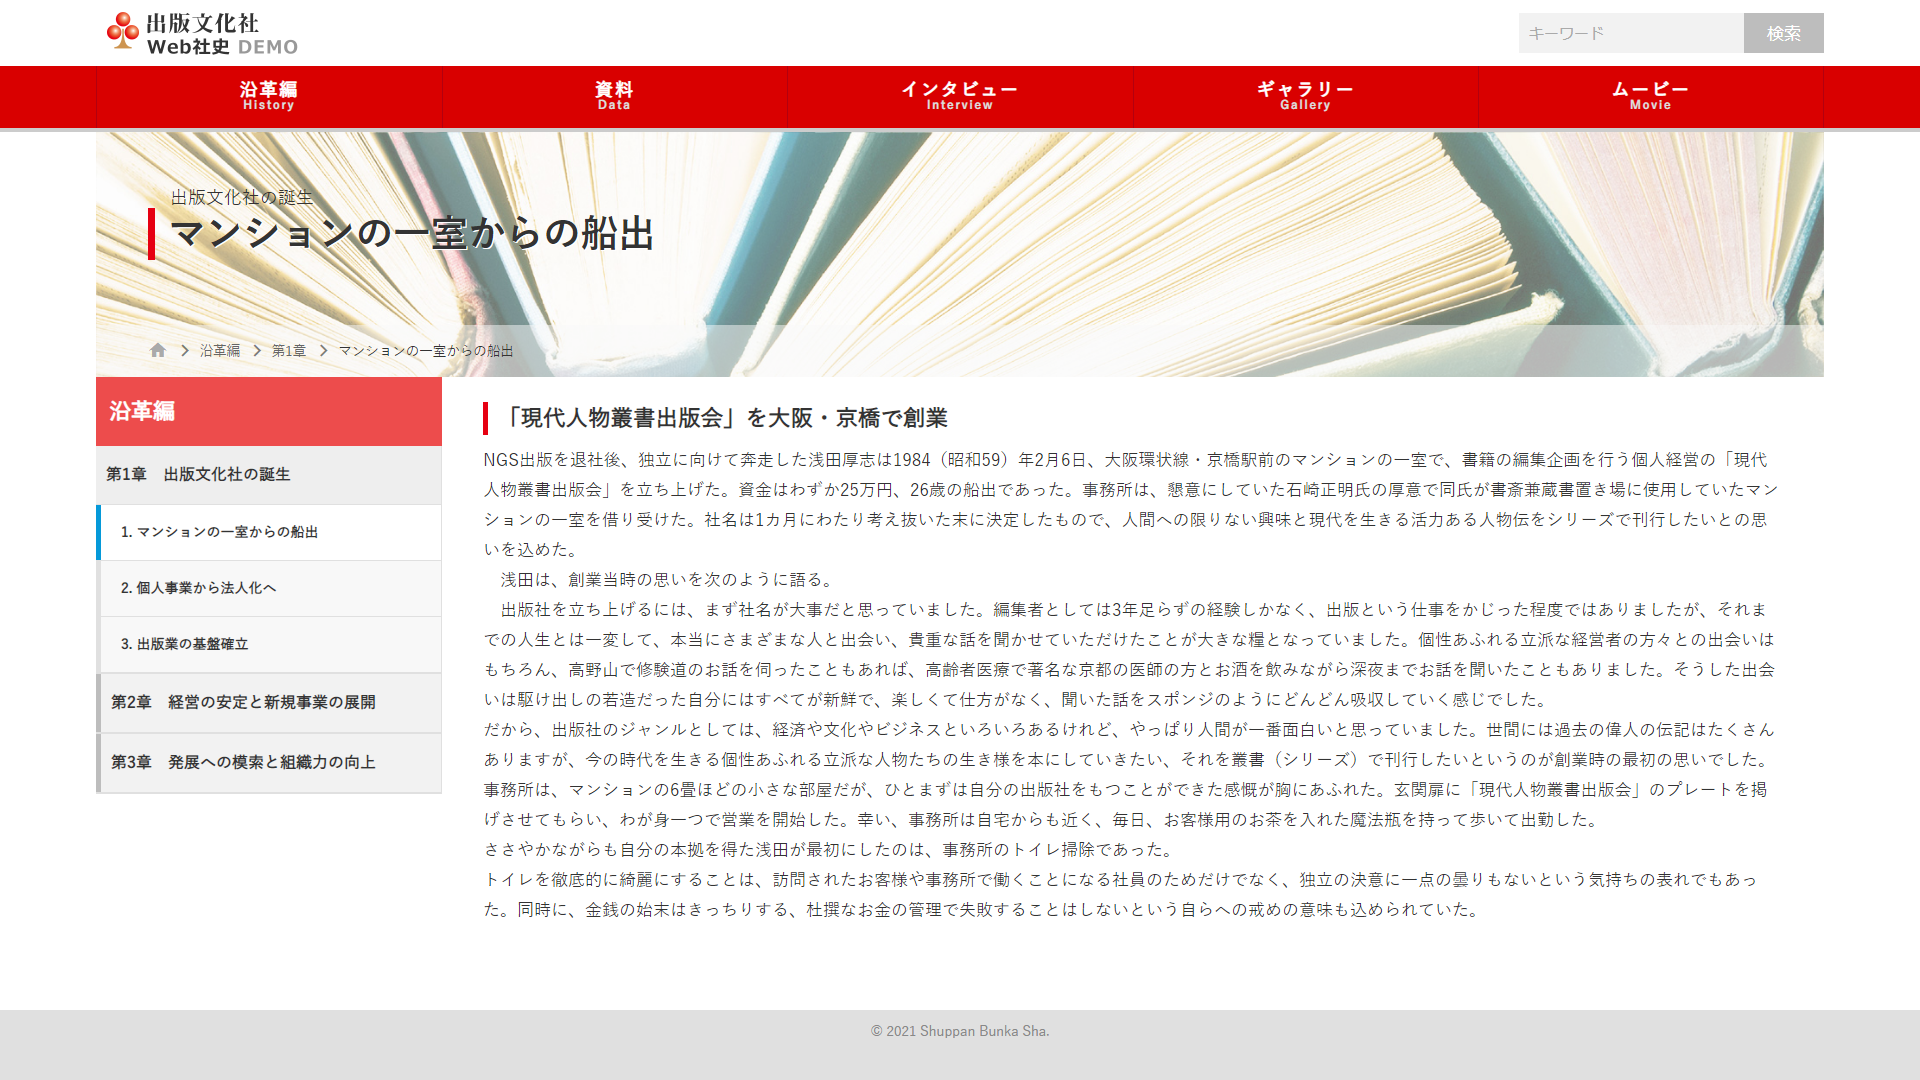 出版文化社
Web社史 DEMO
キーワード
検索
沿革編
History
資料
Data
インタビュー
Interview
ギャラリー
Gallery
ムービー
Movie
出版文化社の誕生
マンションの一室からの船出
沿革編
第1章
マンションの一室からの船出
沿革編
第1章　出版文化社の誕生
1. マンションの一室からの船出
2. 個人事業から法人化へ
3. 出版業の基盤確立
第2章　経営の安定と新規事業の展開
第3章　発展への模索と組織力の向上
「現代人物叢書出版会」を大阪・京橋で創業
NGS出版を退社後、独立に向けて奔走した浅田厚志は1984（昭和59）年2月6日、大阪環状線・京橋駅前のマンションの一室で、書籍の編集企画を行う個人経営の「現代
人物叢書出版会」を立ち上げた。資金はわずか25万円、26歳の船出であった。事務所は、懇意にしていた石崎正明氏の厚意で同氏が書斎兼蔵書置き場に使用していたマン
ションの一室を借り受けた。社名は1カ月にわたり考え抜いた末に決定したもので、人間への限りない興味と現代を生きる活力ある人物伝をシリーズで刊行したいとの思
いを込めた。
　浅田は、創業当時の思いを次のように語る。
　出版社を立ち上げるには、まず社名が大事だと思っていました。編集者としては3年足らずの経験しかなく、出版という仕事をかじった程度ではありましたが、それま
での人生とは一変して、本当にさまざまな人と出会い、貴重な話を聞かせていただけたことが大きな糧となっていました。個性あふれる立派な経営者の方々との出会いは
もちろん、高野山で修験道のお話を伺ったこともあれば、高齢者医療で著名な京都の医師の方とお酒を飲みながら深夜までお話を聞いたこともありました。そうした出会
いは駆け出しの若造だった自分にはすべてが新鮮で、楽しくて仕方がなく、聞いた話をスポンジのようにどんどん吸収していく感じでした。
だから、出版社のジャンルとしては、経済や文化やビジネスといろいろあるけれど、やっぱり人間が一番面白いと思っていました。世間には過去の偉人の伝記はたくさん
ありますが、今の時代を生きる個性あふれる立派な人物たちの生き様を本にしていきたい、それを叢書（シリーズ）で刊行したいというのが創業時の最初の思いでした。
事務所は、マンションの6畳ほどの小さな部屋だが、ひとまずは自分の出版社をもつことができた感慨が胸にあふれた。玄関扉に「現代人物叢書出版会」のプレートを掲
げさせてもらい、わが身一つで営業を開始した。幸い、事務所は自宅からも近く、毎日、お客様用のお茶を入れた魔法瓶を持って歩いて出勤した。
ささやかながらも自分の本拠を得た浅田が最初にしたのは、事務所のトイレ掃除であった。
トイレを徹底的に綺麗にすることは、訪問されたお客様や事務所で働くことになる社員のためだけでなく、独立の決意に一点の曇りもないという気持ちの表れでもあっ
た。同時に、金銭の始末はきっちりする、杜撰なお金の管理で失敗することはしないという自らへの戒めの意味も込められていた。
© 2021 Shuppan Bunka Sha.